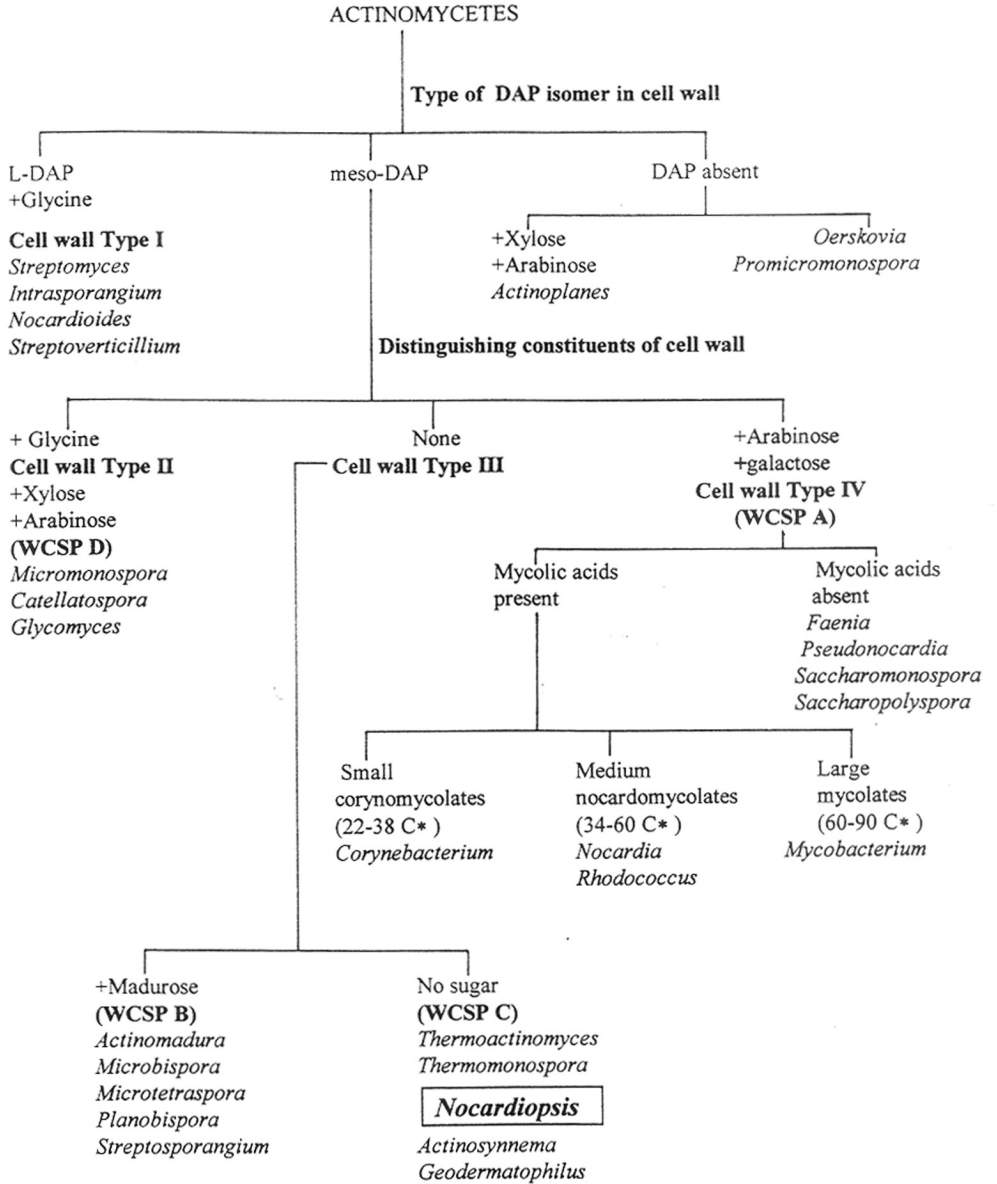 ACTINOMYCETES
Type of DAP isomer in cell wall
L-DAP
+Glycine
Cell wall Type I
Streptomyces
Intrasporangium
Nocardioides
Streptoverticillium
meso-DAP
DAP absent
+Xylose
+Arabinose
Actinoplanes
Oerskovia
Promicromonospora
Distinguishing constituents of cell wall
+ Glycine
Cell wall Type II
+Xylose
+Arabinose
(WCSP D)
Micromonospora
Catellatospora
Glycomyces
None
Cell wall Type III
+Arabinose
+galactose
Cell wall Type IV
(WCSP A)
Mycolic acids
present
Mycolic acids
absent
Faenia
Pseudonocardia
Saccharomonospora
Saccharopolyspora
Small
corynomycolates
(22-38 C* )
Corynebacterium
Medium
nocardomycolates
(34-60 C* )
Nocardia
Rhodococcus
Large
mycolates
(60-90 C* )
Mycobacterium
+Madurose
(WCSP B)
Actinomadura
Microbispora
Microtetraspora
Planobispora
Streptosporangium
No sugar
(WCSP C)
Thermoactinomyces
Thermomonospora
Nocardiopsis
Actinosynnema
Geodermatophilus